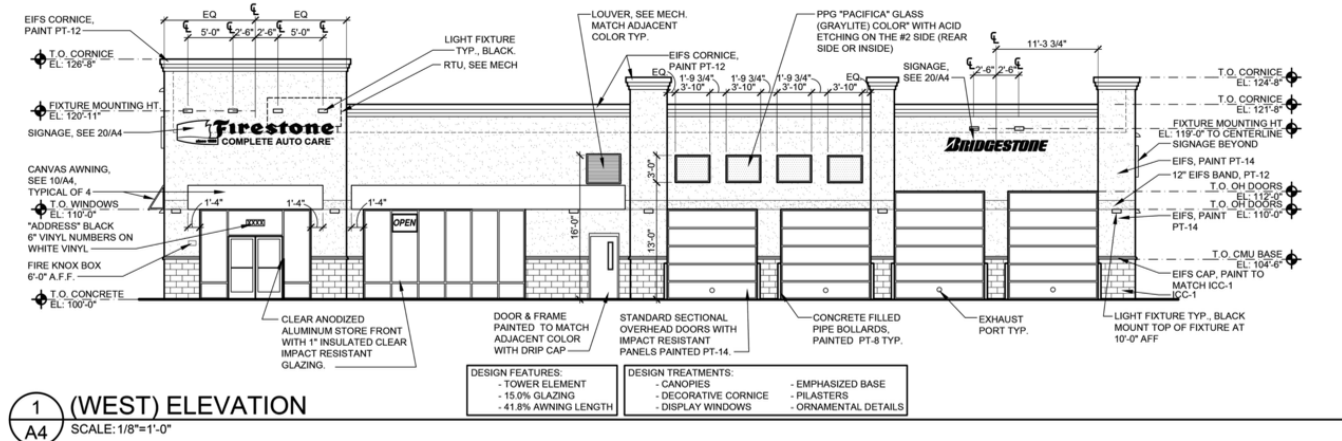 EIFS CORNICE,
PAINT PT-12
T.O. CORNICE
EL: 126'-8"
FIXTURE MOUNTING HT.
EL: 120'-11"
SIGNAGE, SEE 20/A4
CANVAS AWNING,
SEE 10/A4,
TYPICAL OF 4
T.O. WINDOWS
EL: 110'-0"
"ADDRESS" BLACK
6" VINYL NUMBERS ON
WHITE VINYL
FIRE KNOX BOX
6'-0" A.F.F.
T.O. CONCRETE
EL: 100'-0"
EQ
EQ
5'-0"
2'-6"
2'-6"
5'-0"
LIGHT FIXTURE
TYP., BLACK.
RTU, SEE MECH
Firestone
COMPLETE AUTO CARE
1'-4"
1'-4"
1'-4"
XXXX
OPEN
LOUVER, SEE MECH.
MATCH ADJACENT
COLOR TYP.
EIFS CORNICE,
PAINT PT-12
PPG "PACIFICA" GLASS
(GRAYLITE) COLOR" WITH ACID
ETCHING ON THE #2 SIDE (REAR
SIDE OR INSIDE)
EQ
1'-9 3/4"
1'-9 3/4"
1'-9 3/4"
EQ
3'-10"
3'-10"
3'-10"
3'-10"
3'-0"
16'-0"
13'-0"
11'-3 3/4"
SIGNAGE,
SEE 20/A4
2'-6"
2'-6"
BRIDGESTONE
T.O. CORNICE
EL: 124'-8"
T.O. CORNICE
EL: 121'-8"
FIXTURE MOUNTING HT
EL: 119'-0" TO CENTERLINE
SIGNAGE BEYOND
EIFS, PAINT PT-14
12" EIFS BAND, PT-12
T.O. OH DOORS
EL: 112'-0"
T.O. OH DOORS
EL: 110'-0"
EIFS, PAINT
PT-14
T.O. CMU BASE
EL: 104'-6"
EIFS CAP, PAINT TO
MATCH ICC-1
ICC-1
LIGHT FIXTURE TYP., BLACK
MOUNT TOP OF FIXTURE AT
10'-0" AFF
CLEAR ANODIZED
ALUMINUM STORE FRONT
WITH 1" INSULATED CLEAR
IMPACT RESISTANT
GLAZING.
DOOR & FRAME
PAINTED TO MATCH
ADJACENT COLOR
WITH DRIP CAP
STANDARD SECTIONAL
OVERHEAD DOORS WITH
IMPACT RESISTANT
PANELS PAINTED PT-14.
CONCRETE FILLED
PIPE BOLLARDS,
PAINTED PT-8 TYP.
EXHAUST
PORT TYP.
DESIGN FEATURES:
- TOWER ELEMENT
- 15.0% GLAZING
- 41.8% AWNING LENGTH
DESIGN TREATMENTS:
- CANOPIES
- DECORATIVE CORNICE
- DISPLAY WINDOWS
- EMPHASIZED BASE
- PILASTERS
- ORNAMENTAL DETAILS
1
A4
(WEST) ELEVATION
SCALE: 1/8"=1'-0"